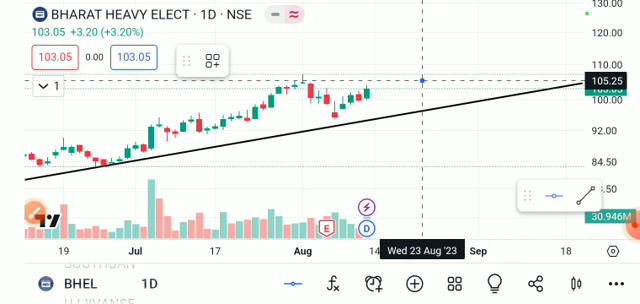 130.00
BHARAT HEAVY ELECT · 1D · NSE
103.05 +3.20 (+3.20%)
103.05 0.00 103.05
110.00
1
105.25
100.00
92.00
84.50
30.946M
E D
19 Jul 17 Aug 14 Wed 23 Aug '23 Sep 18
BHEL 1D